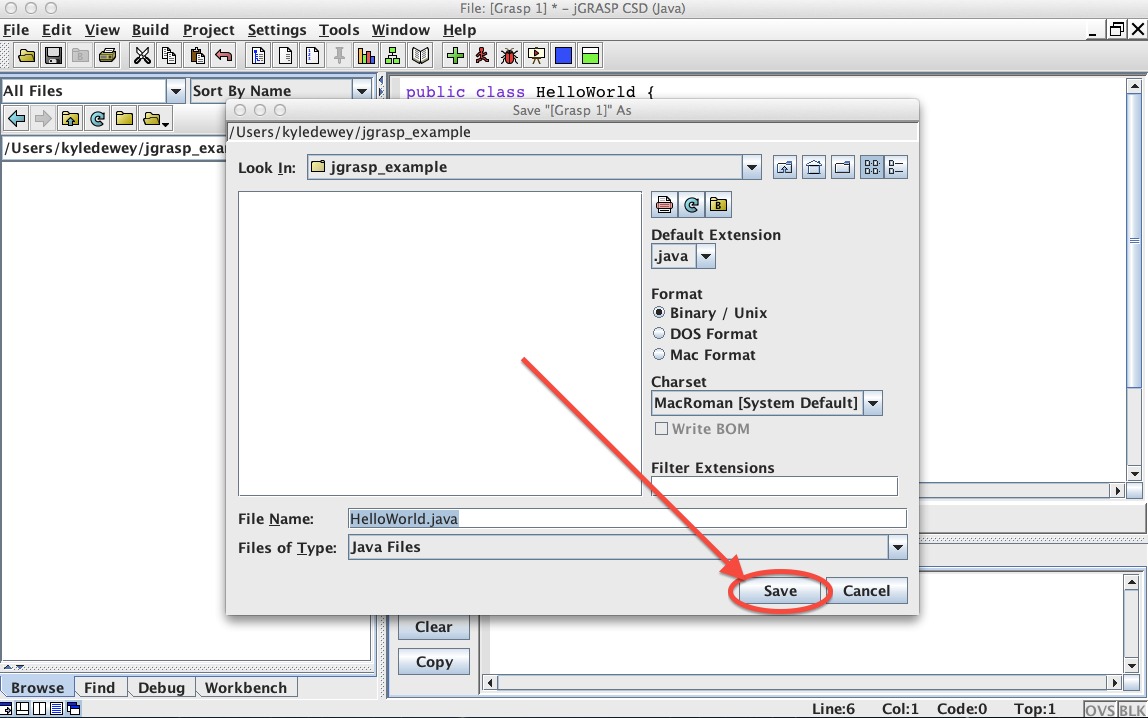 File: [Grasp 1] * – jGRASP CSD (Java)
File Edit View Build Project Settings Tools Window Help
All Files
Sort By Name
public class HelloWorld {
Save "[Grasp 1]" As
/Users/kyledewey/jgrasp_example
/Users/kyledewey/jgrasp_exa
Look In:
jgrasp_example
B
Default Extension
.java
Format
Binary / Unix
DOS Format
Mac Format
Charset
MacRoman [System Default]
Write BOM
Filter Extensions
File Name:
HelloWorld.java
Files of Type:
Java Files
Save
Cancel
Clear
Copy
Browse Find Debug Workbench
Line:6 Col:1 Code:0 Top:1 OVS BLK